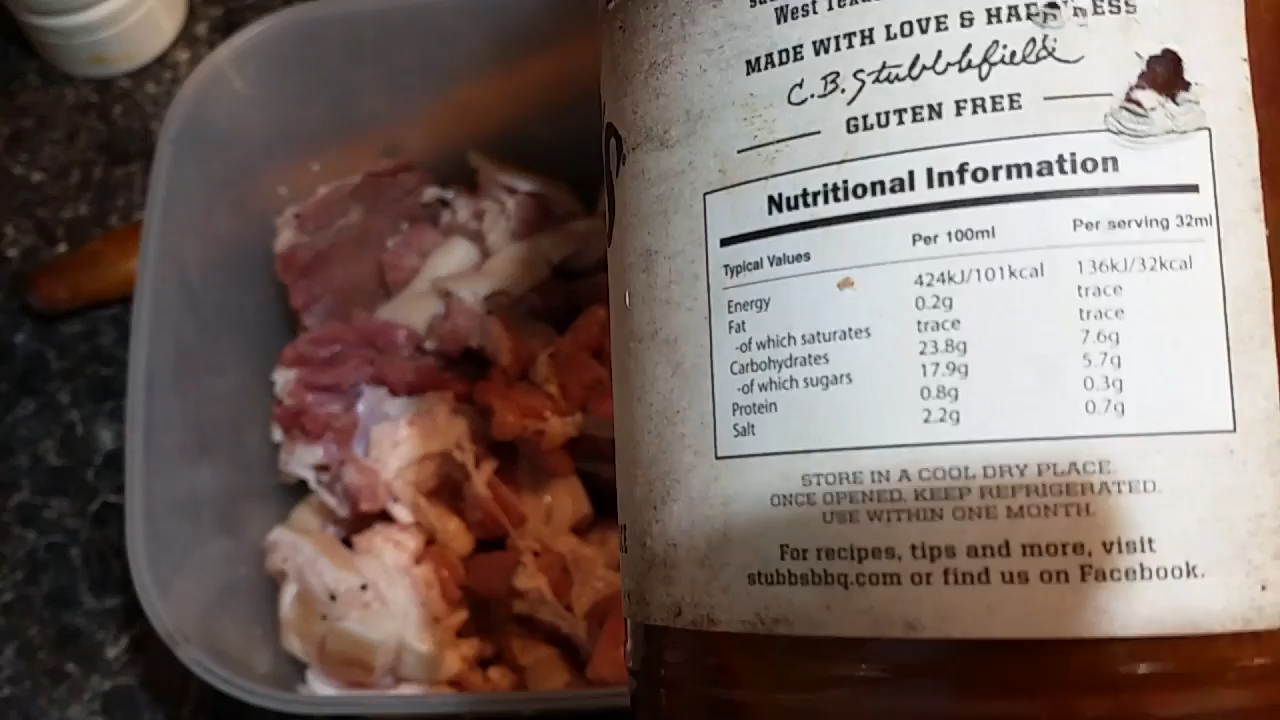 West
MADE WITH LOVE & HAPPINESS
C.B. Stubblefield
GLUTEN FREE
Nutritional Information
Typical Values Per 100ml Per serving 32ml
Energy 424kJ/101kcal 136kJ/32kcal
Fat 0.2g trace
-of which saturates trace trace
Carbohydrates 23.8g 7.6g
-of which sugars 17.9g 5.7g
Protein 0.8g 0.3g
Salt 2.2g 0.7g
STORE IN A COOL DRY PLACE.
ONCE OPENED, KEEP REFRIGERATED.
USE WITHIN ONE MONTH.
For recipes, tips and more, visit
stubbsbbq.com or find us on Facebook.